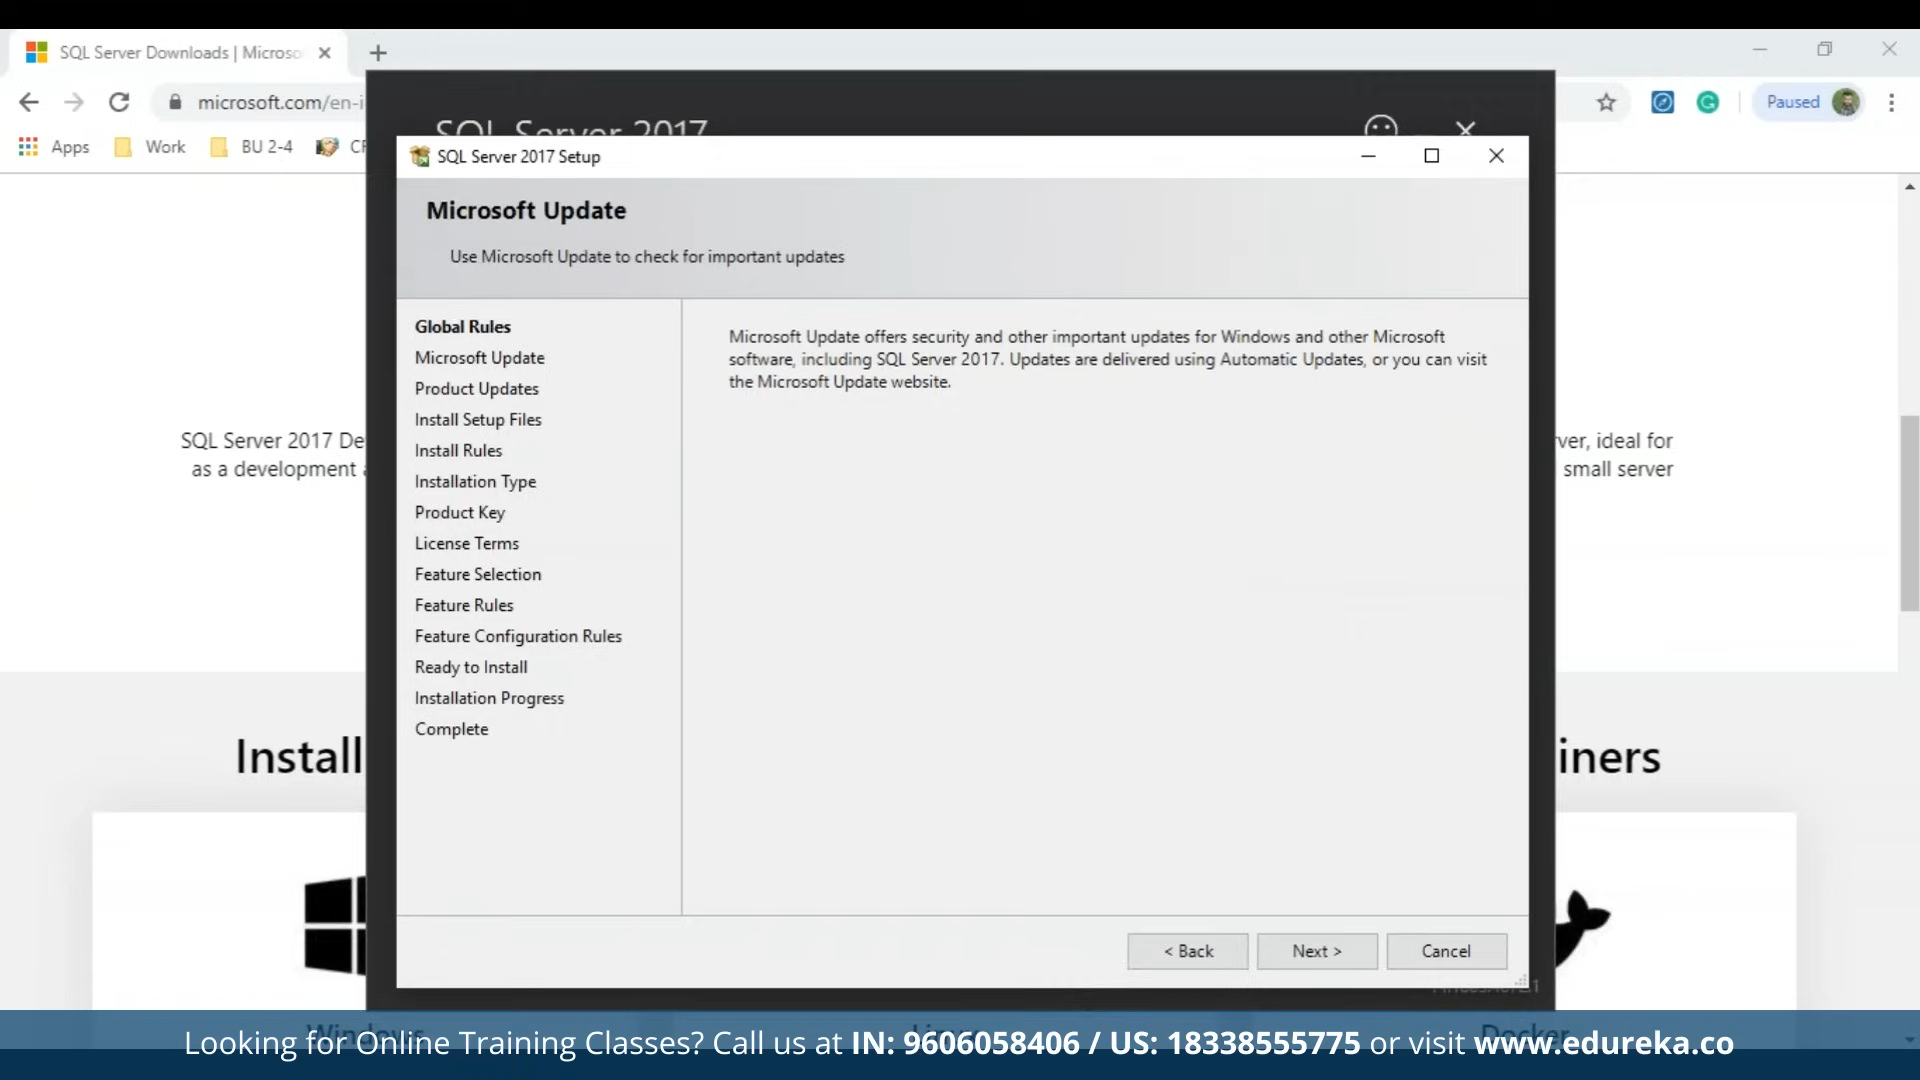 SQL Server Downloads | Microso
microsoft.com/en-i
Paused
Apps
Work
BU 2-4
SQL Server 2017
SQL Server 2017 Setup
Microsoft Update
Use Microsoft Update to check for important updates
Global Rules
Microsoft Update
Product Updates
Install Setup Files
Install Rules
Installation Type
Product Key
License Terms
Feature Selection
Feature Rules
Feature Configuration Rules
Ready to Install
Installation Progress
Complete
Microsoft Update offers security and other important updates for Windows and other Microsoft
software, including SQL Server 2017. Updates are delivered using Automatic Updates, or you can visit
the Microsoft Update website.
SQL Server 2017 De
as a development
ver, ideal for
small server
Install
iners
< Back
Next >
Cancel
Windows
Docker
Looking for Online Training Classes? Call us at IN: 9606058406 / US: 18338555775 or visit www.edureka.co